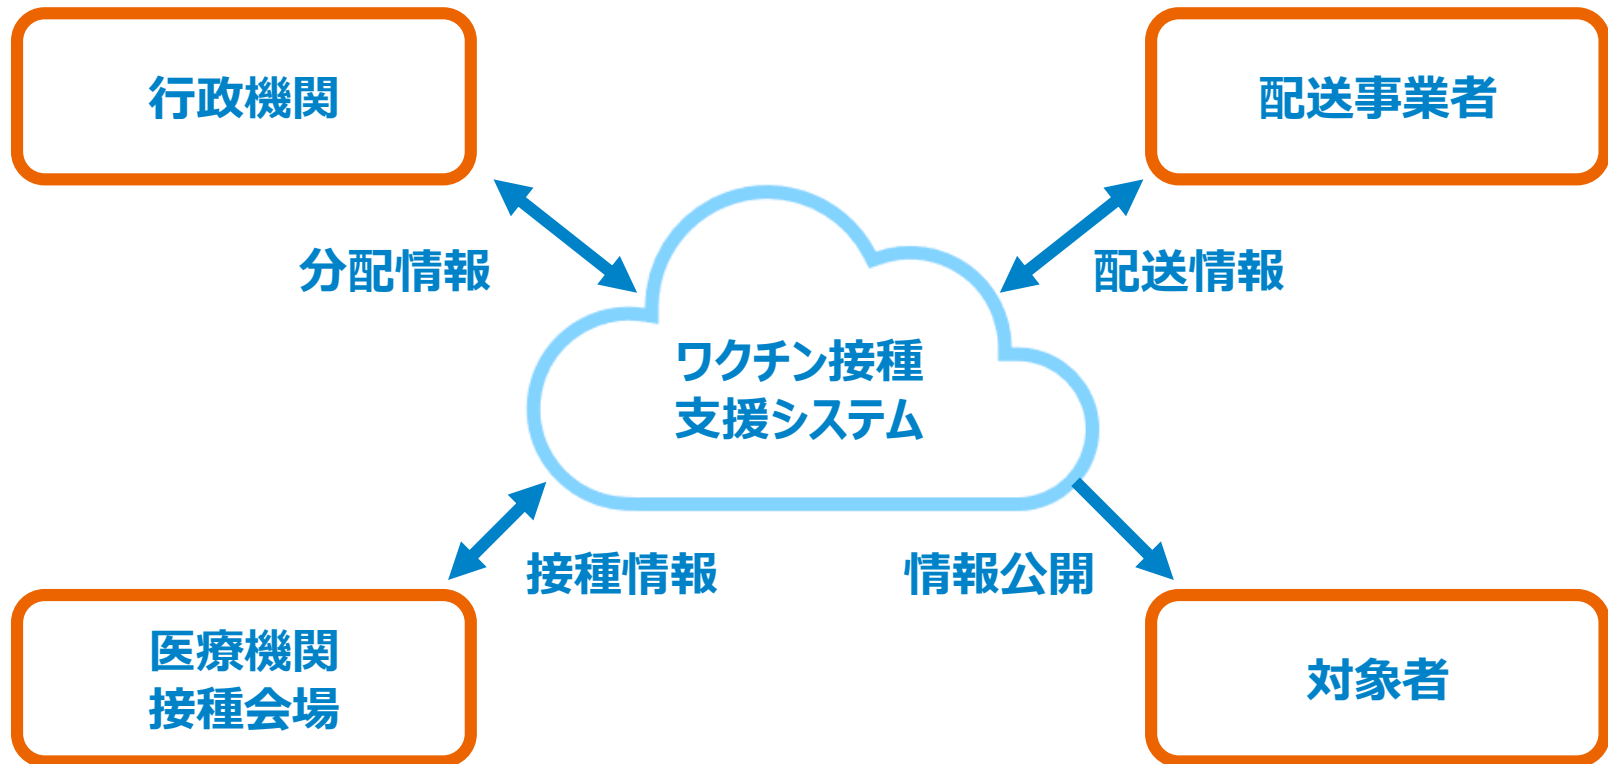 行政機関
配送事業者
分配情報
配送情報
ワクチン接種
支援システム
接種情報
情報公開
医療機関
接種会場
対象者